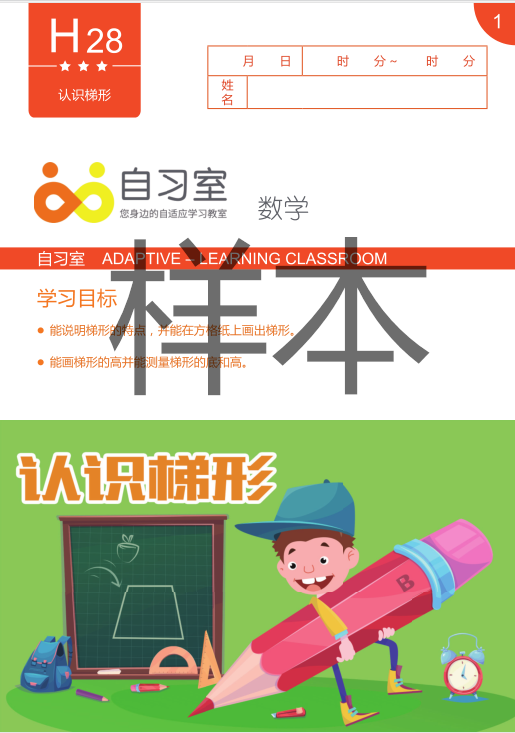 H 28
1
认识梯形
月 日 时 分 ~ 时 分
姓名
自习室
您身边的自适应学习教室
数学
自习室 ADAPTIVE – LEARNING CLASSROOM
样本
学习目标
能说明梯形的特点，并能在方格纸上画出梯形。
能画梯形的高并能测量梯形的底和高。
认识梯形
B